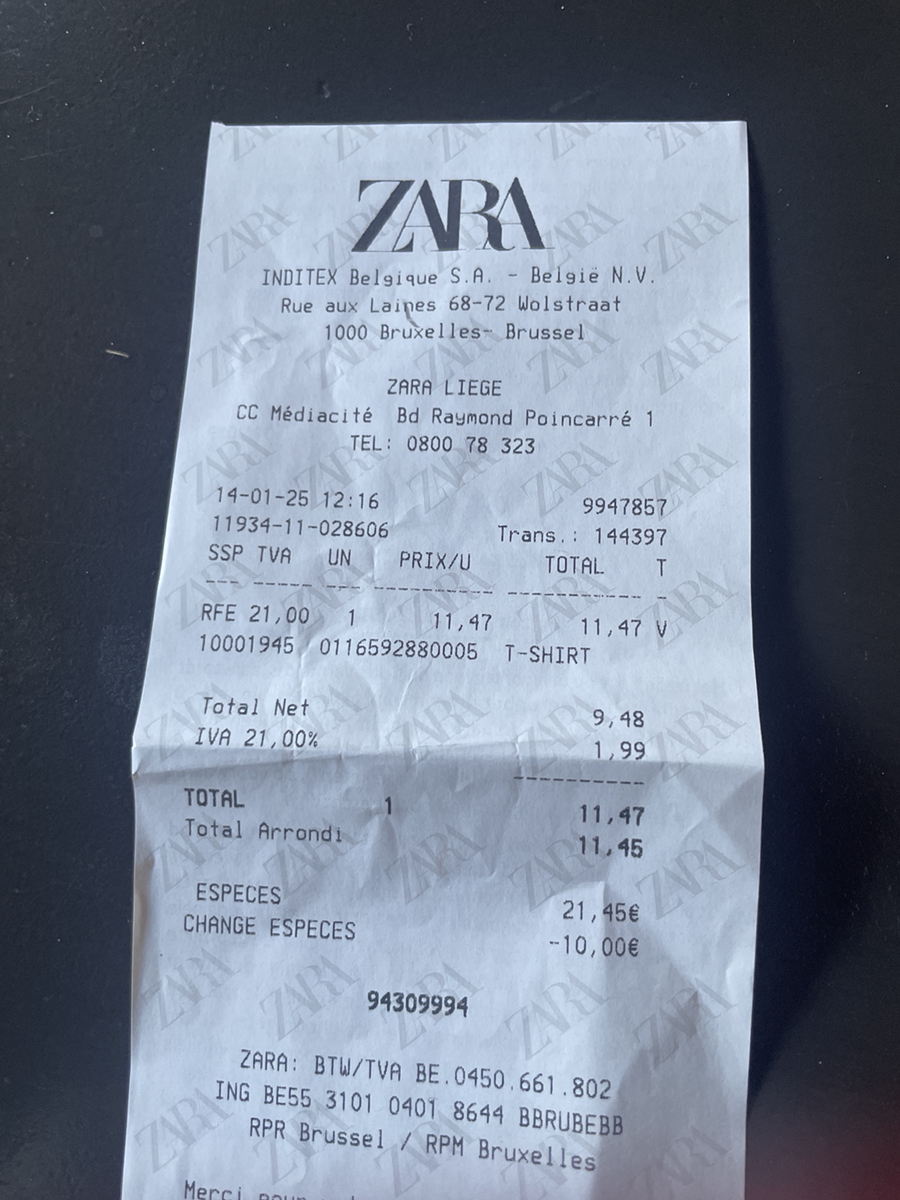 ZARA
INDITEX Belgique S.A. - België N.V.
Rue aux Laines 68-72 Wolstraat
1000 Bruxelles- Brussel
ZARA LIEGE
CC Médiacité Bd Raymond Poincarré 1
TEL: 0800 78 323
14-01-25 12:16 9947857
11934-11-028606 Trans.: 144397
SSP TVA UN PRIX/U TOTAL T
RFE 21,00 1 11,47 11,47 V
10001945 0116592880005 T-SHIRT
Total Net 9,48
IVA 21,00% 1,99
TOTAL 1 11,47
Total Arrondi 11,45
ESPECES 21,45€
CHANGE ESPECES -10,00€
94309994
ZARA: BTW/TVA BE.0450.661.802
ING BE55 3101 0401 8644 BBRUBEBB
RPR Brussel / RPM Bruxelles
Merci